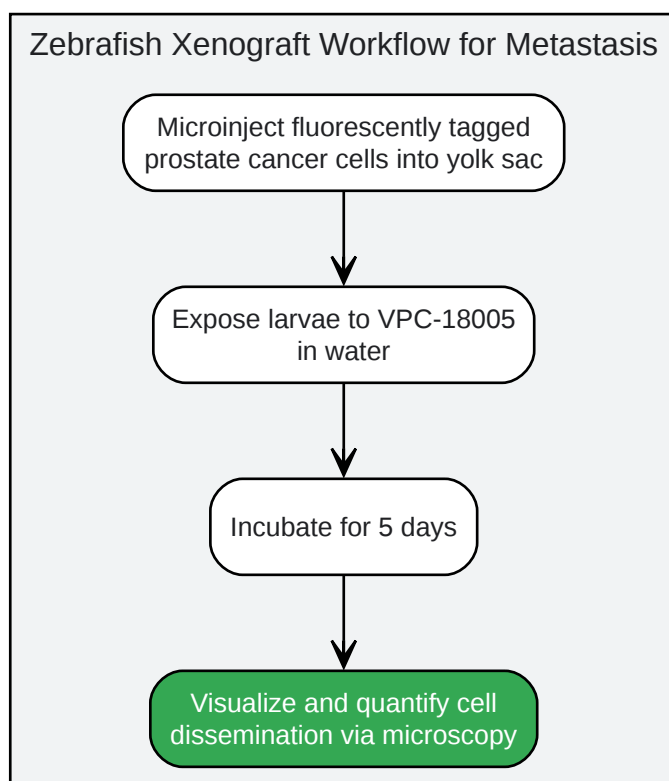 Zebrafish Xenograft Workflow for Metastasis
Microinject fluorescently tagged
prostate cancer cells into yolk sac
Expose larvae to VPC-18005
in water
Incubate for 5 days
Visualize and quantify cell
dissemination via microscopy